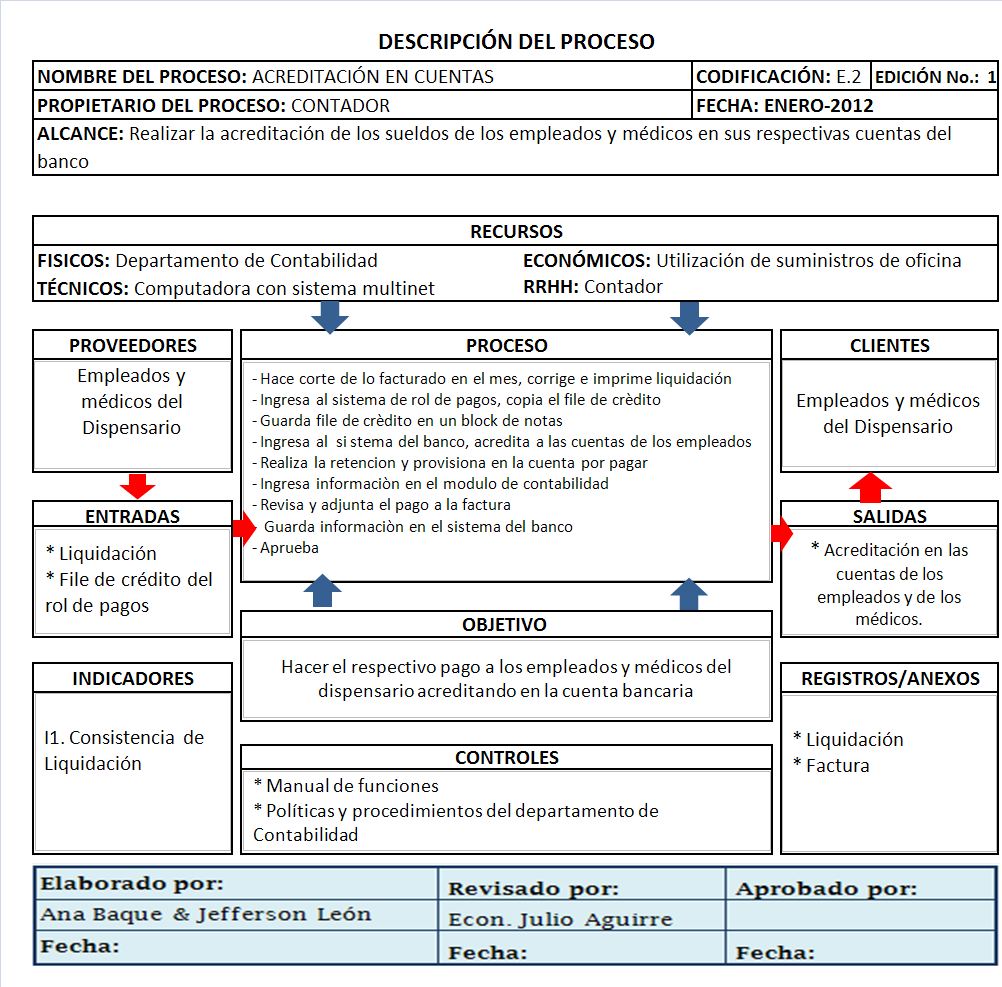 DESCRIPCIÓN DEL PROCESO
NOMBRE DEL PROCESO: ACREDITACIÓN EN CUENTAS
CODIFICACIÓN: E.2
EDICIÓN No.: 1
PROPIETARIO DEL PROCESO: CONTADOR
FECHA: ENERO-2012
ALCANCE: Realizar la acreditación de los sueldos de los empleados y médicos en sus respectivas cuentas del
banco
RECURSOS
FISICOS: Departamento de Contabilidad
ECONÓMICOS: Utilización de suministros de oficina
TÉCNICOS: Computadora con sistema multinet
RRHH: Contador
PROVEEDORES
Empleados y
médicos del
Dispensario
PROCESO
- Hace corte de lo facturado en el mes, corrige e imprime liquidación
- Ingresa al sistema de rol de pagos, copia el file de crèdito
- Guarda file de crèdito en un block de notas
- Ingresa al si stema del banco, acredita a las cuentas de los empleados
- Realiza la retencion y provisiona en la cuenta por pagar
- Ingresa informaciòn en el modulo de contabilidad
- Revisa y adjunta el pago a la factura
Guarda informaciòn en el sistema del banco
- Aprueba
CLIENTES
Empleados y médicos
del Dispensario
ENTRADAS
* Liquidación
* File de crédito del
rol de pagos
SALIDAS
* Acreditación en las
cuentas de los
empleados y de los
médicos.
OBJETIVO
Hacer el respectivo pago a los empleados y médicos del
dispensario acreditando en la cuenta bancaria
INDICADORES
I1. Consistencia de
Liquidación
CONTROLES
* Manual de funciones
* Políticas y procedimientos del departamento de
Contabilidad
REGISTROS/ANEXOS
* Liquidación
* Factura
Elaborado por:
Revisado por:
Aprobado por:
Ana Baque & Jefferson León
Econ. Julio Aguirre
Fecha:
Fecha:
Fecha: